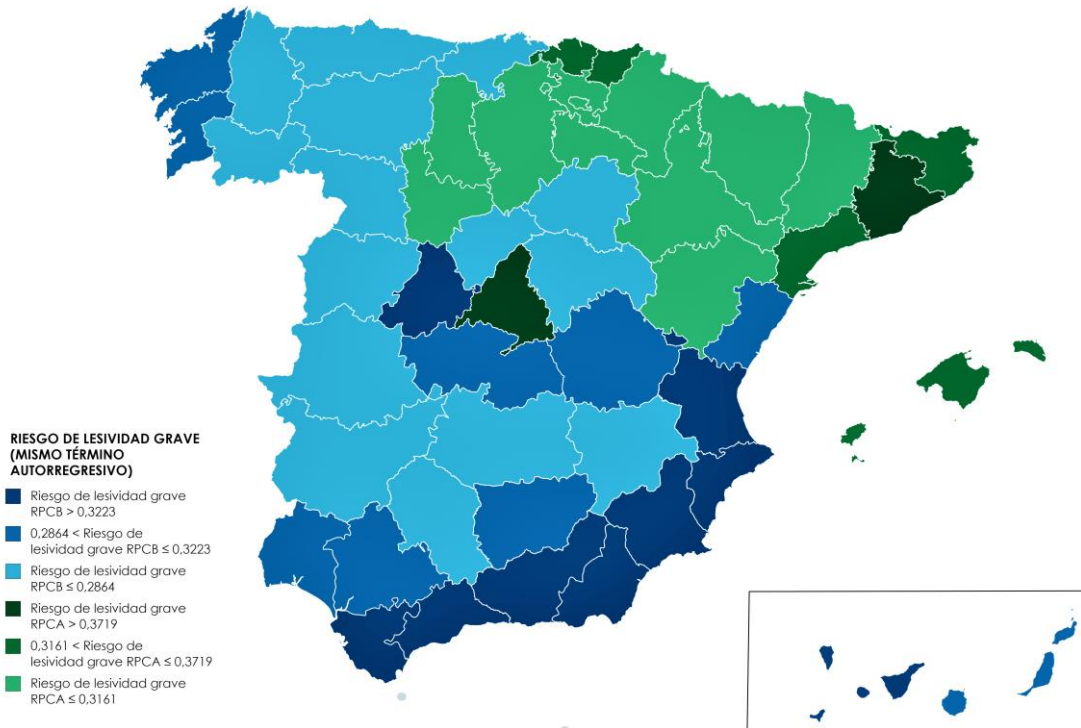 RIESGO DE LESIVIDAD GRAVE
(MISMO TÉRMINO
AUTORREGRESIVO)
Riesgo de lesividad grave
RPCB > 0,3223
0,2864 < Riesgo de
lesividad grave RPCB ≤ 0,3223
Riesgo de lesividad grave
RPCB ≤ 0,2864
Riesgo de lesividad grave
RPCA > 0,3719
0,3161 < Riesgo de
lesividad grave RPCA ≤ 0,3719
Riesgo de lesividad grave
RPCA ≤ 0,3161